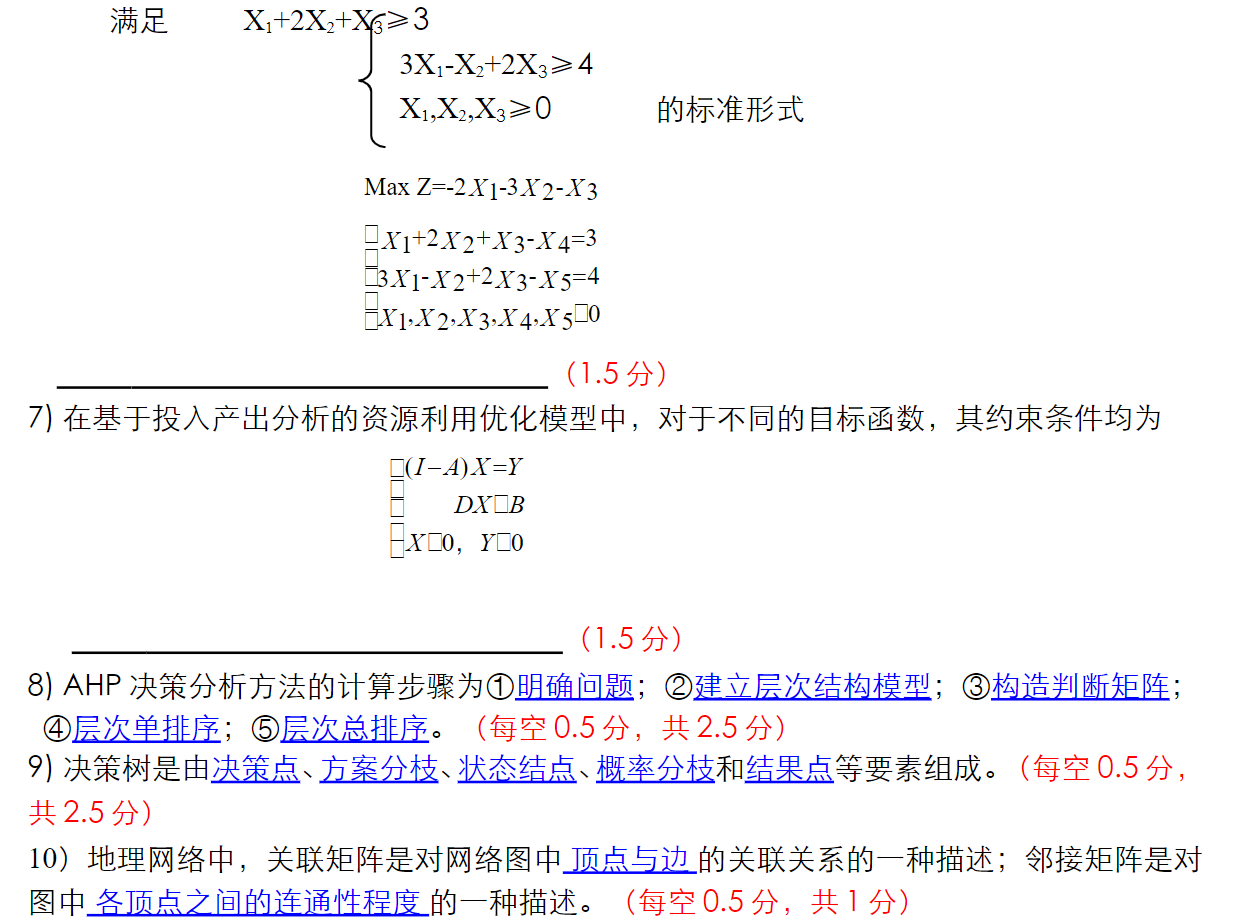 满足 X₁+2X₂+X₃≥3
3X₁-X₂+2X₃≥4
X₁,X₂,X₃≥0 的标准形式
Max Z=-2X1-3X2-X3
X1+2X2+X3-X4=3
3X1-X2+2X3-X5=4
X1,X2,X3,X4,X5□0
（1.5 分）
7) 在基于投入产出分析的资源利用优化模型中，对于不同的目标函数，其约束条件均为
(I−A)X=Y
DX□B
X□0，Y□0
（1.5 分）
8) AHP 决策分析方法的计算步骤为①明确问题；②建立层次结构模型；③构造判断矩阵；
④层次单排序；⑤层次总排序。（每空 0.5 分，共 2.5 分）
9) 决策树是由决策点、方案分枝、状态结点、概率分枝和结果点等要素组成。（每空 0.5 分，
共 2.5 分）
10）地理网络中，关联矩阵是对网络图中 顶点与边 的关联关系的一种描述；邻接矩阵是对
图中 各顶点之间的连通性程度 的一种描述。（每空 0.5 分，共 1 分）